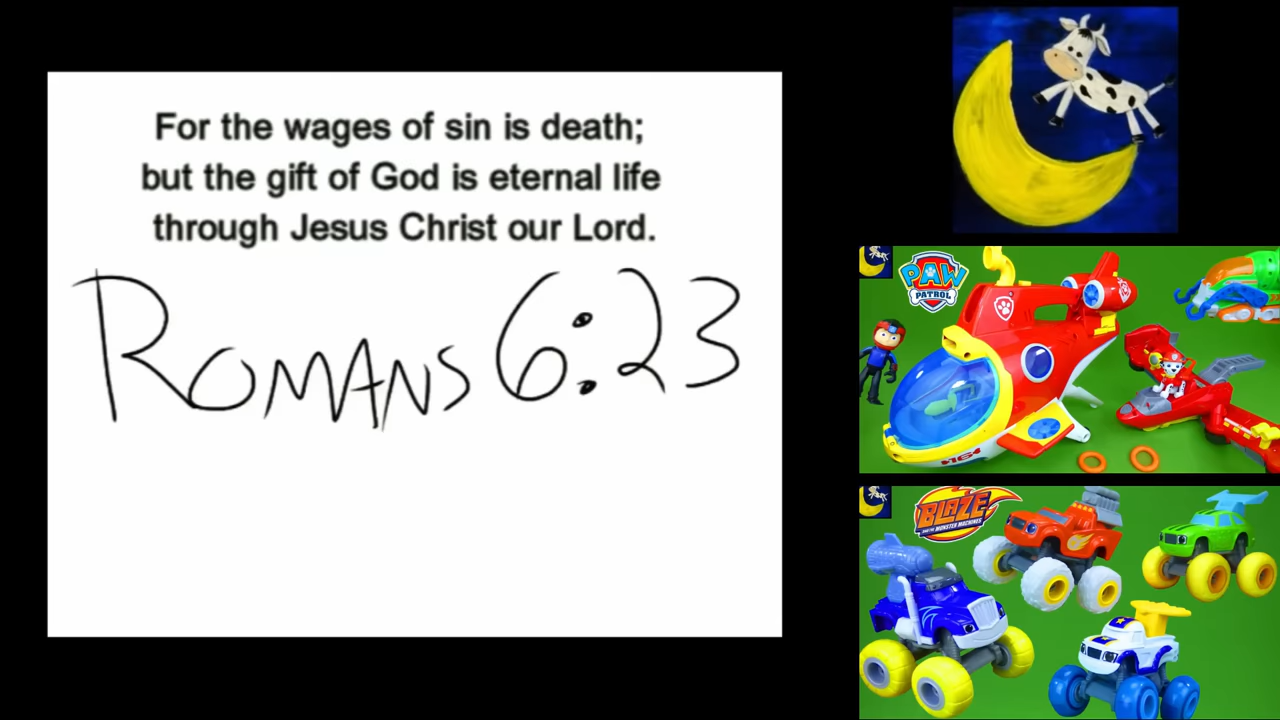 For the wages of sin is death;
but the gift of God is eternal life
through Jesus Christ our Lord.
ROMANS 6:23
PAW
PATROL
BLAZE
AND THE MONSTER MACHINES